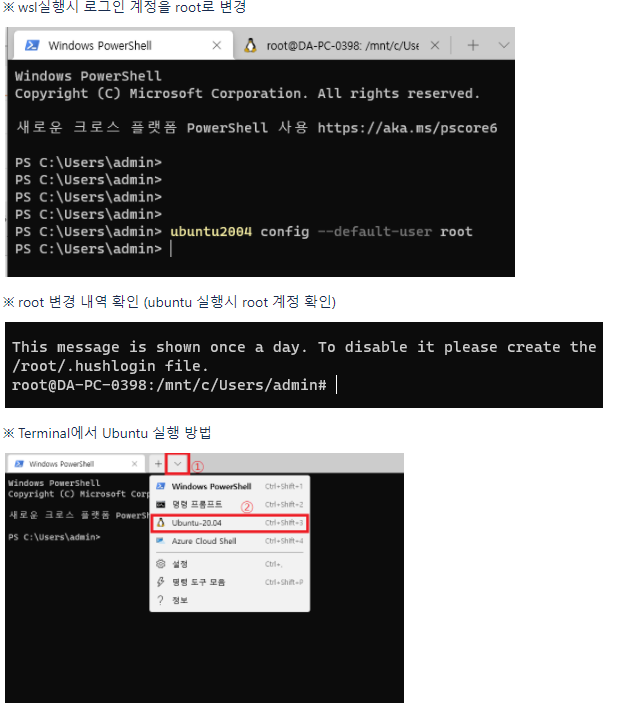 ※ wsl실행시 로그인 계정을 root로 변경
Windows PowerShell
root@DA-PC-0398: /mnt/c/Use
Windows PowerShell
Copyright (C) Microsoft Corporation. All rights reserved.
새로운 크로스 플랫폼 PowerShell 사용 https://aka.ms/pscore6
PS C:\Users\admin>
PS C:\Users\admin>
PS C:\Users\admin>
PS C:\Users\admin>
PS C:\Users\admin> ubuntu2004 config --default-user root
PS C:\Users\admin>
※ root 변경 내역 확인 (ubuntu 실행시 root 계정 확인)
This message is shown once a day. To disable it please create the
/root/.hushlogin file.
root@DA-PC-0398:/mnt/c/Users/admin#
※ Terminal에서 Ubuntu 실행 방법
Windows PowerShell
①
Windows PowerShell
Copyright (C) Microsoft Corp
새로운 크로스 플랫폼 PowerSh
PS C:\Users\admin>
Windows PowerShell Ctrl+Shift+1
명령 프롬프트 ② Ctrl+Shift+2
Ubuntu-20.04 Ctrl+Shift+3
Azure Cloud Shell Ctrl+Shift+4
설정 Ctrl+,
명령 도구 모음 Ctrl+Shift+P
정보